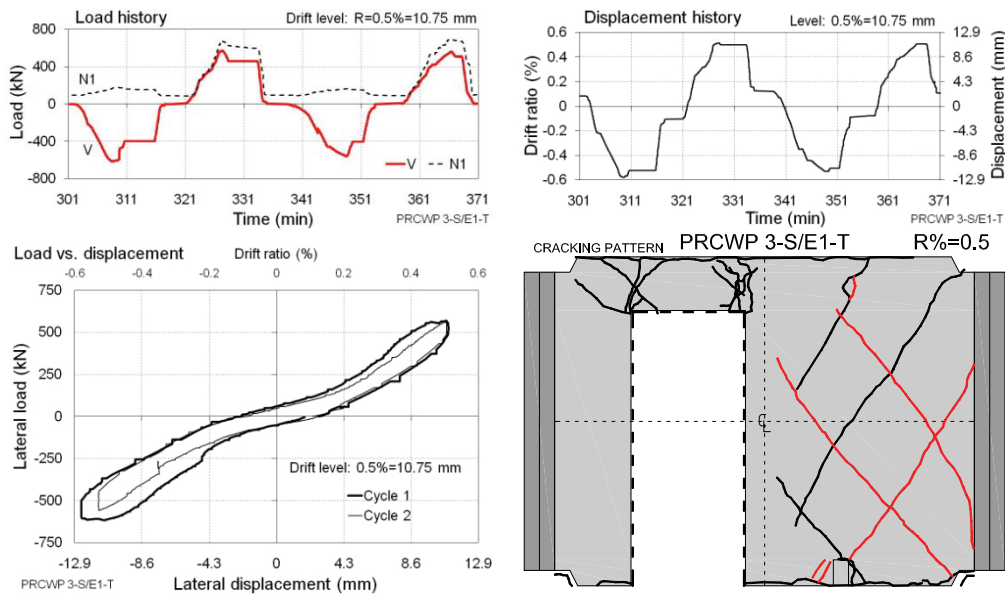 Load history
Drift level: R=0.5%=10.75 mm
800
400
0
-400
-800
Load (kN)
N1
V
V N1
301 311 321 331 341 351 361 371
Time (min)
PRCWP 3-S/E1-T
Displacement history
Level: 0.5%=10.75 mm
0.6
0.4
0.2
0
-0.2
-0.4
-0.6
Drift ratio (%)
12.9
8.6
4.3
0
-4.3
-8.6
-12.9
Displacement (mm)
301 311 321 331 341 351 361 371
Time (min)
PRCWP 3-S/E1-T
Load vs. displacement
Drift ratio (%)
-0.6 -0.4 -0.2 0 0.2 0.4 0.6
750
500
250
0
-250
-500
-750
Lateral load (kN)
Drift level: 0.5%=10.75 mm
Cycle 1
Cycle 2
-12.9 -8.6 -4.3 0 4.3 8.6 12.9
PRCWP 3-S/E1-T
Lateral displacement (mm)
CRACKING PATTERN PRCWP 3-S/E1-T R%=0.5
CL